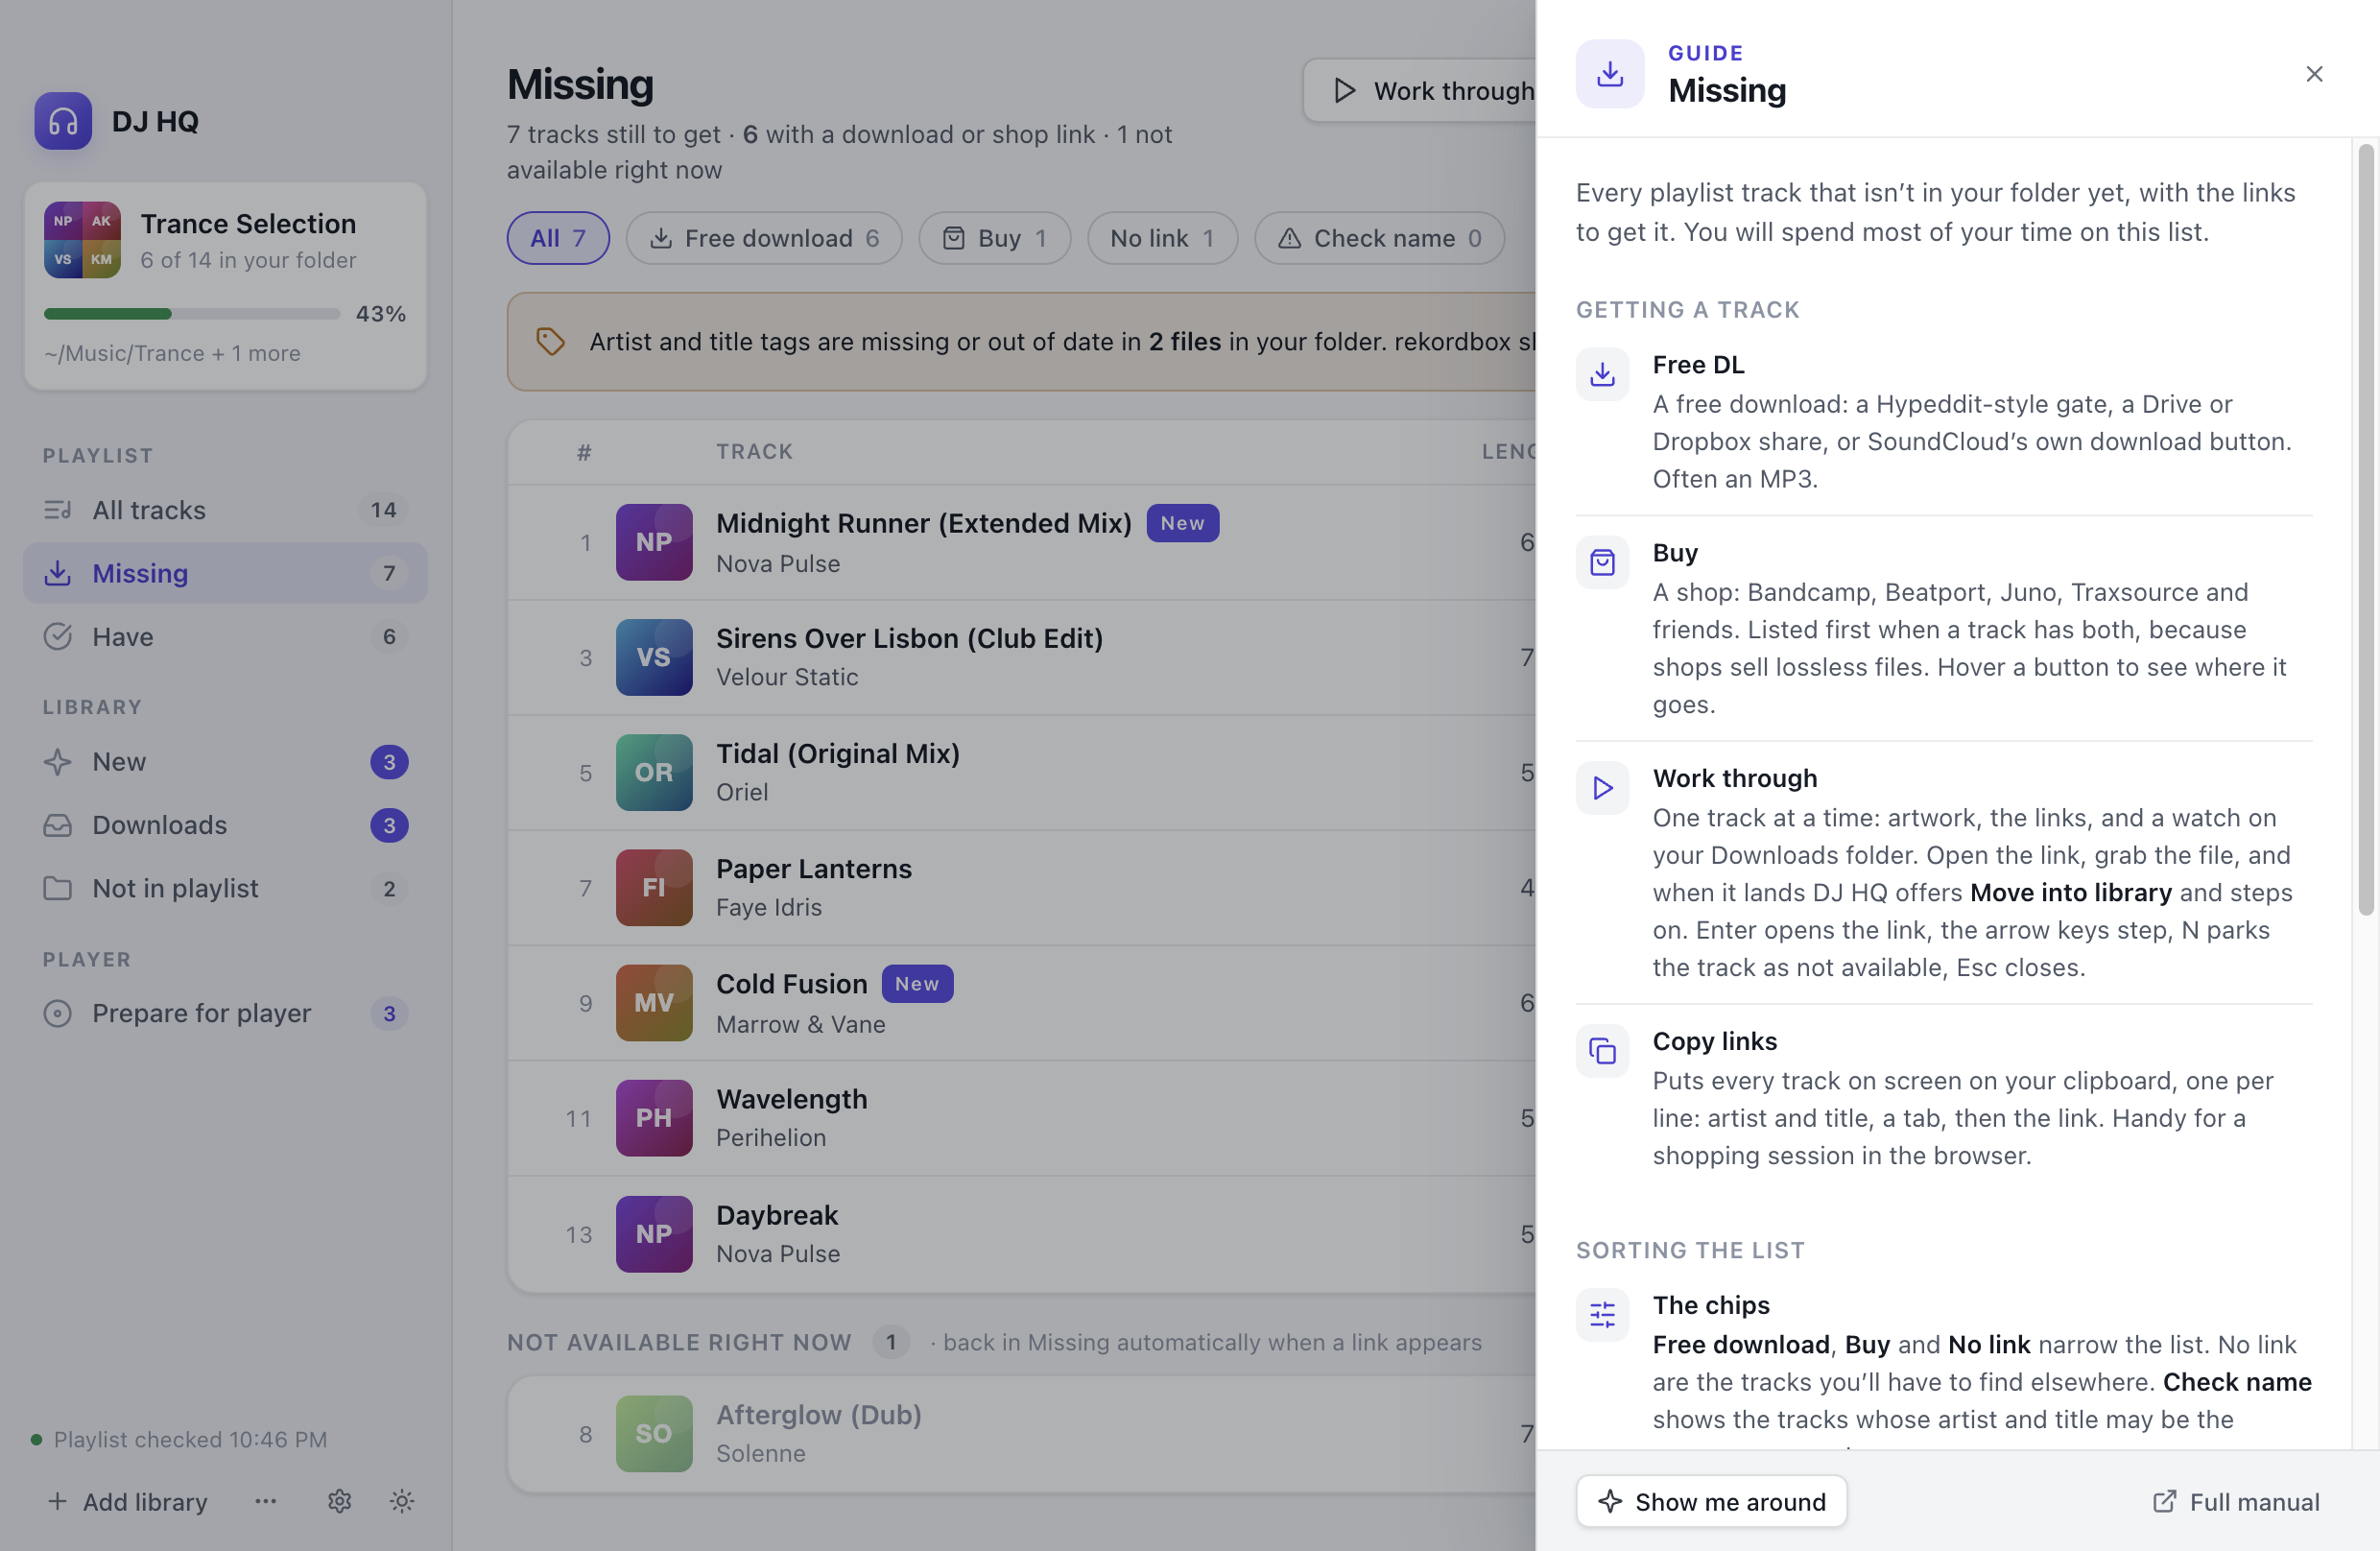 DJ HQ
NP AK VS KM
Trance Selection
6 of 14 in your folder
43%
~/Music/Trance + 1 more
PLAYLIST
All tracks 14
Missing 7
Have 6
LIBRARY
New 3
Downloads 3
Not in playlist 2
PLAYER
Prepare for player 3
Playlist checked 10:46 PM
+ Add library ...
Missing
7 tracks still to get · 6 with a download or shop link · 1 not
available right now
Work through
All 7 Free download 6 Buy 1 No link 1 Check name 0
Artist and title tags are missing or out of date in 2 files in your folder. rekordbox
# TRACK
1 NP Midnight Runner (Extended Mix) New
Nova Pulse
6
3 VS Sirens Over Lisbon (Club Edit)
Velour Static
7
5 OR Tidal (Original Mix)
Oriel
5
7 FI Paper Lanterns
Faye Idris
4
9 MV Cold Fusion New
Marrow & Vane
6
11 PH Wavelength
Perihelion
5
13 NP Daybreak
Nova Pulse
5
NOT AVAILABLE RIGHT NOW 1 · back in Missing automatically when a link appears
8 SO Afterglow (Dub)
Solenne
7
GUIDE
Missing
Every playlist track that isn’t in your folder yet, with the links
to get it. You will spend most of your time on this list.
GETTING A TRACK
Free DL
A free download: a Hypeddit-style gate, a Drive or
Dropbox share, or SoundCloud’s own download button.
Often an MP3.
Buy
A shop: Bandcamp, Beatport, Juno, Traxsource and
friends. Listed first when a track has both, because
shops sell lossless files. Hover a button to see where it
goes.
Work through
One track at a time: artwork, the links, and a watch on
your Downloads folder. Open the link, grab the file, and
when it lands DJ HQ offers Move into library and steps
on. Enter opens the link, the arrow keys step, N parks
the track as not available, Esc closes.
Copy links
Puts every track on screen on your clipboard, one per
line: artist and title, a tab, then the link. Handy for a
shopping session in the browser.
SORTING THE LIST
The chips
Free download, Buy and No link narrow the list. No link
are the tracks you’ll have to find elsewhere. Check name
shows the tracks whose artist and title may be the
Show me around
Full manual